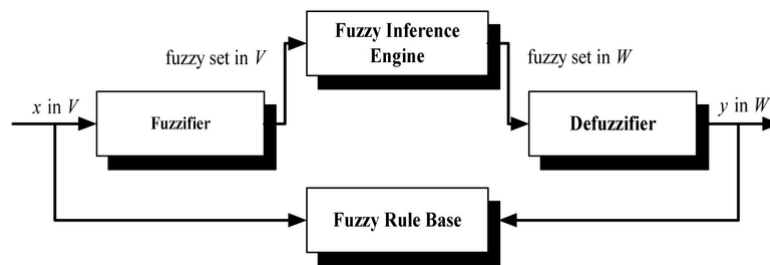 Fuzzy Inference
Engine
fuzzy set in V
fuzzy set in W
x in V
y in W
Fuzzifier
Defuzzifier
Fuzzy Rule Base